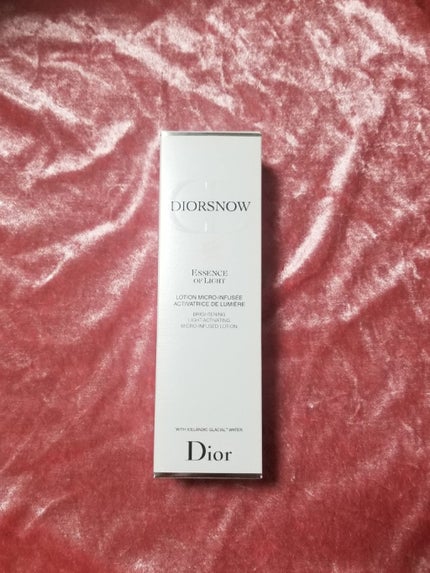 DIORSNOW
ESSENCE
OF LIGHT
LOTION MICRO-INFUSÉE
ACTIVATRICE DE LUMIÈRE
BRIGHTENING
LIGHT-ACTIVATING
MICRO-INFUSED LOTION
"WITH ICELANDIC GLACIAL™ WATER
Dior